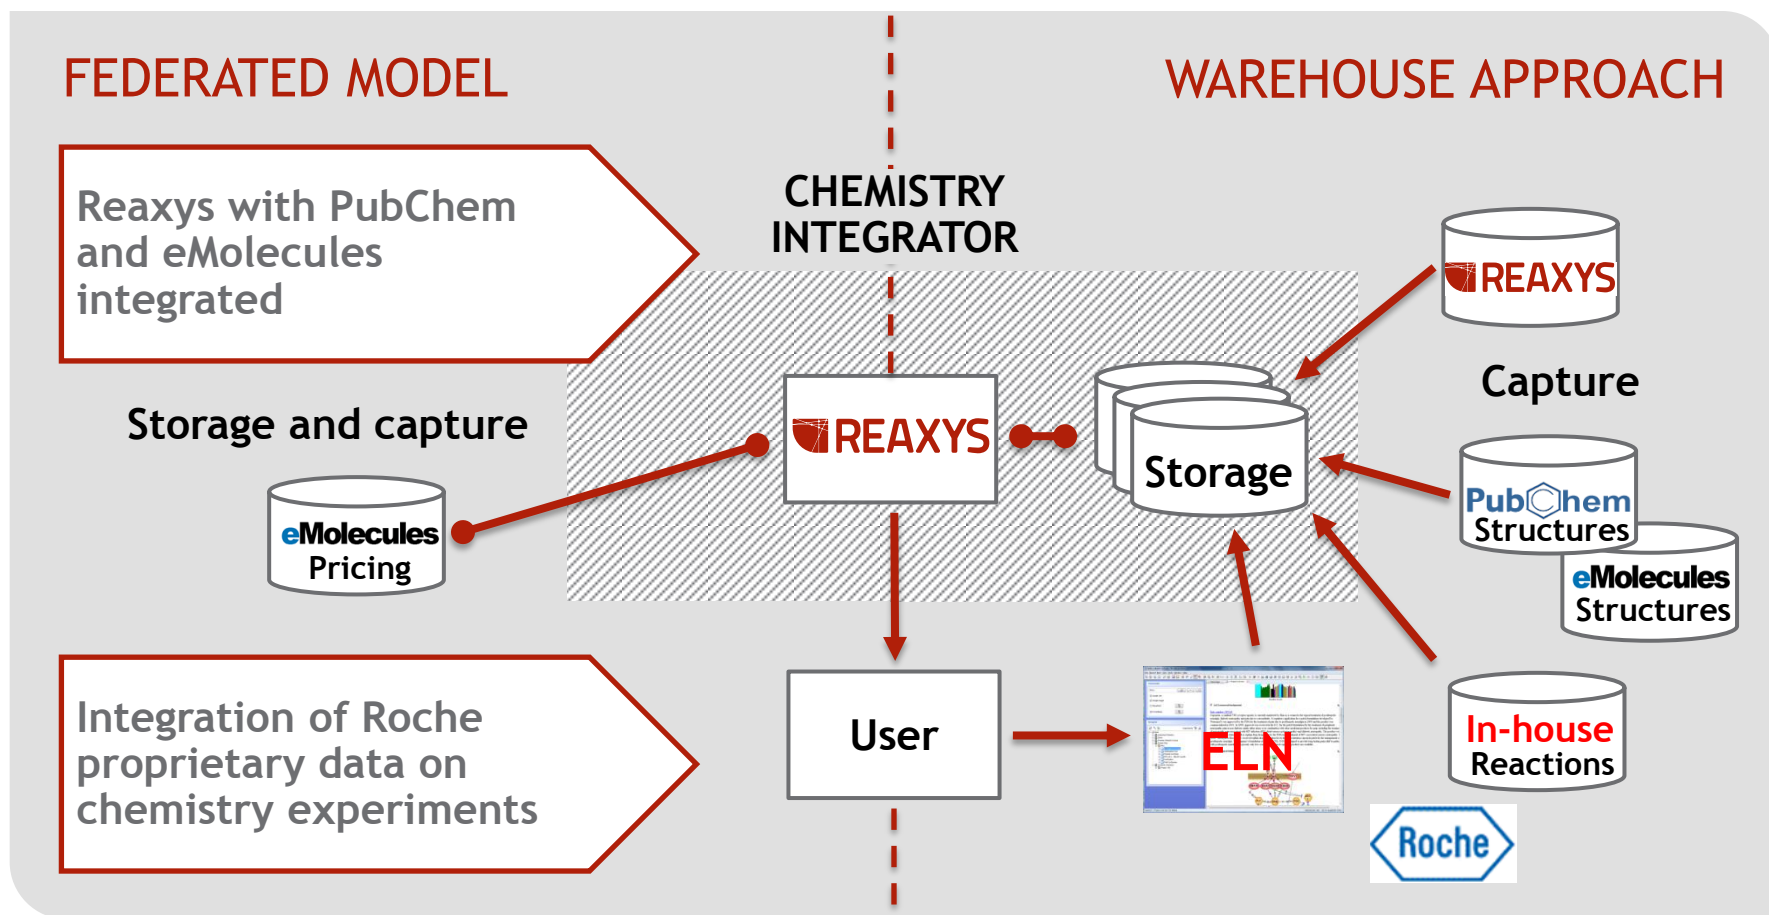 FEDERATED MODEL
WAREHOUSE APPROACH
Reaxys with PubChem
and eMolecules
integrated
CHEMISTRY
INTEGRATOR
REAXYS
Capture
Storage and capture
REAXYS
Storage
PubChem
Structures
eMolecules
Pricing
eMolecules
Structures
Integration of Roche
proprietary data on
chemistry experiments
User
ELN
In-house
Reactions
Roche